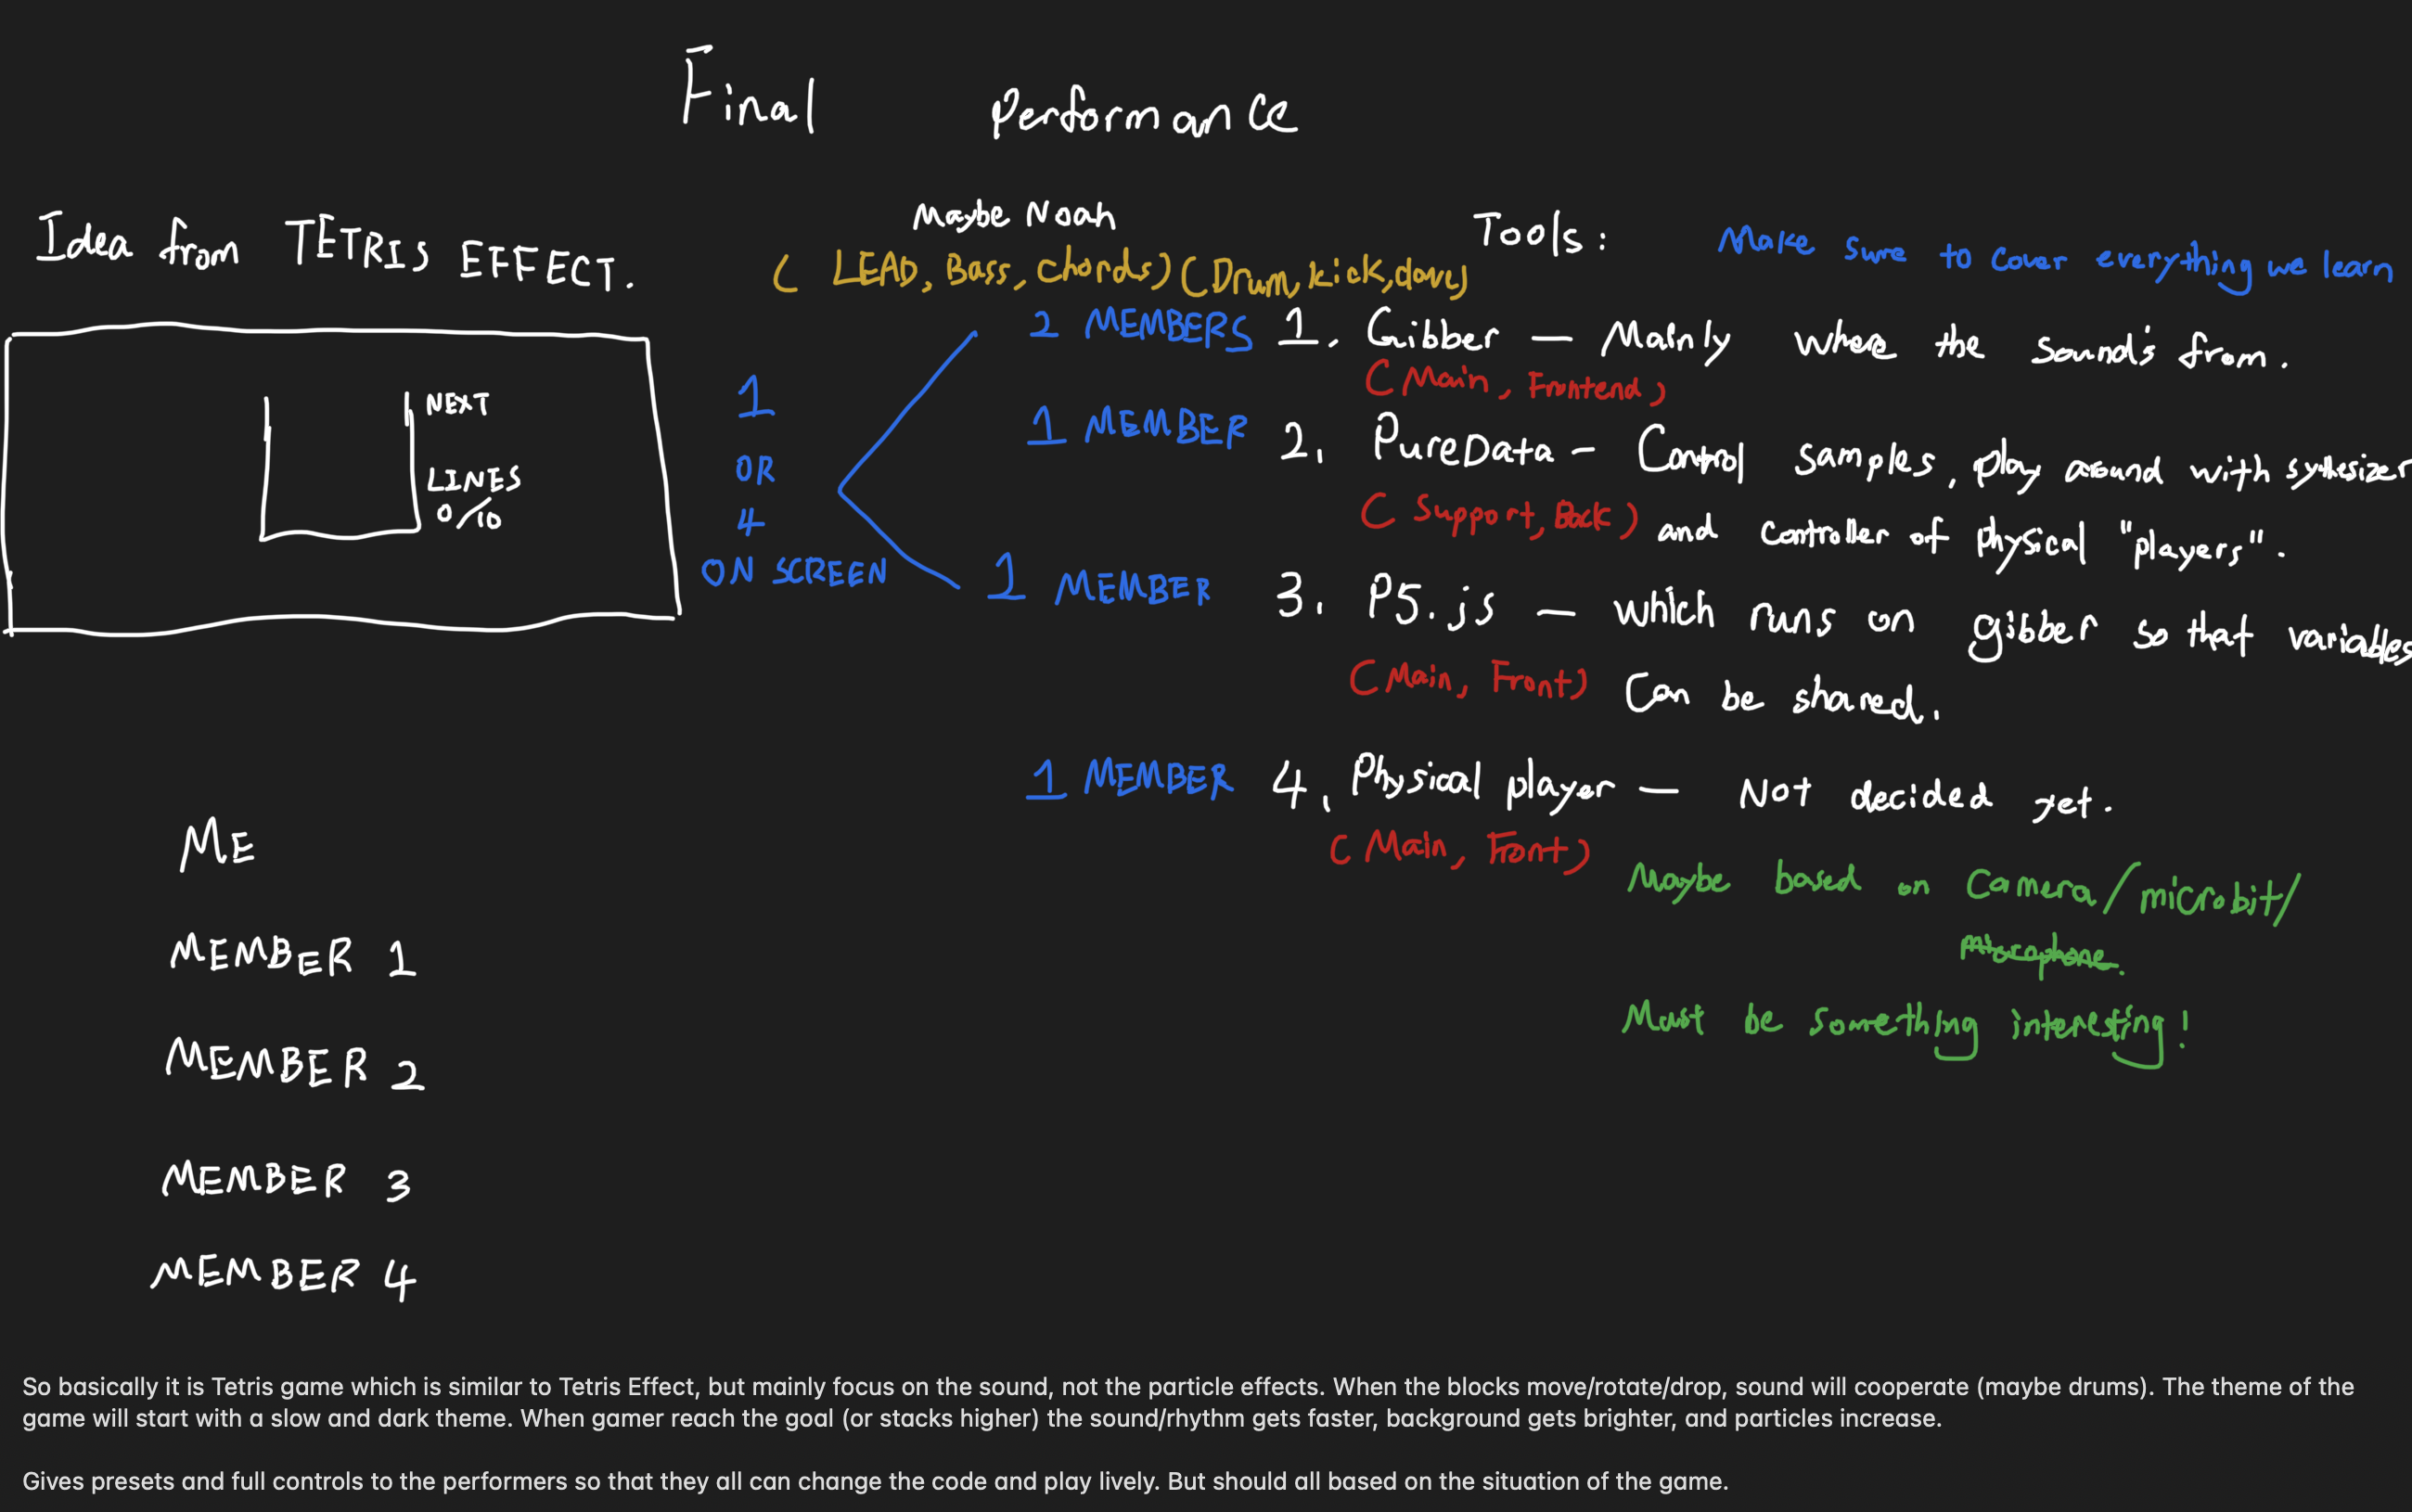 Final Performance
Idea from TETRIS EFFECT.
NEXT
LINES
0/10
1
OR
4
ON SCREEN
Maybe Noah
( LEAD, Bass, Chords) (Drum, kick,
Tools:
Make sure to cover everything we learn
2 MEMBERS 1. Gibber — Mainly where the sound's from.
(Main, Frontend)
1 MEMBER 2. PureData - Control samples, play around with sythesizer
(Support, Back) and controller of physical "players".
1 MEMBER 3. P5.js — which runs on gibber so that variables
(Main, Front) Can be shared.
1 MEMBER 4. Physical player — Not decided yet.
(Main, Front)
Maybe based on Camera/microbit/
microphone.
Must be something interesting!
ME
MEMBER 1
MEMBER 2
MEMBER 3
MEMBER 4
So basically it is Tetris game which is similar to Tetris Effect, but mainly focus on the sound, not the particle effects. When the blocks move/rotate/drop, sound will cooperate (maybe drums). The theme of the
game will start with a slow and dark theme. When gamer reach the goal (or stacks higher) the sound/rhythm gets faster, background gets brighter, and particles increase.
Gives presets and full controls to the performers so that they all can change the code and play lively. But should all based on the situation of the game.